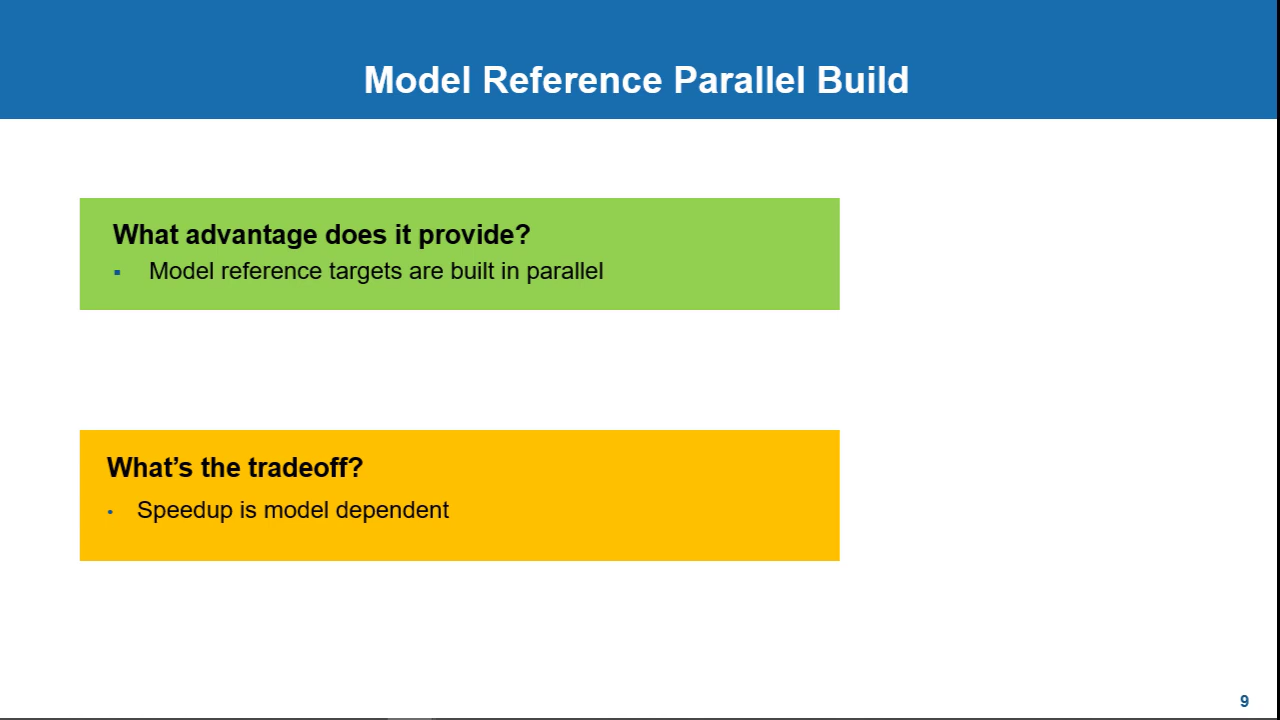 Model Reference Parallel Build
What advantage does it provide?
▪ Model reference targets are built in parallel
What’s the tradeoff?
• Speedup is model dependent
9